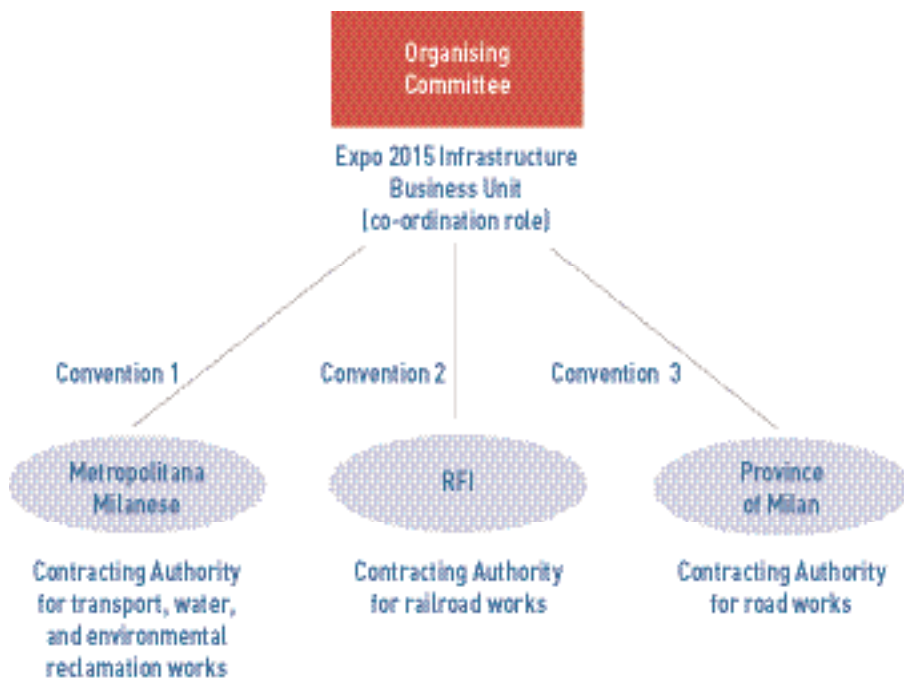 Organising
Committee
Expo 2015 Infrastructure
Business Unit
(co-ordination role)
Convention 1
Convention 2
Convention 3
Metropolitana
Milanese
RFI
Province
of Milan
Contracting Authority
for transport, water,
and environmental
reclamation works
Contracting Authority
for railroad works
Contracting Authority
for road works